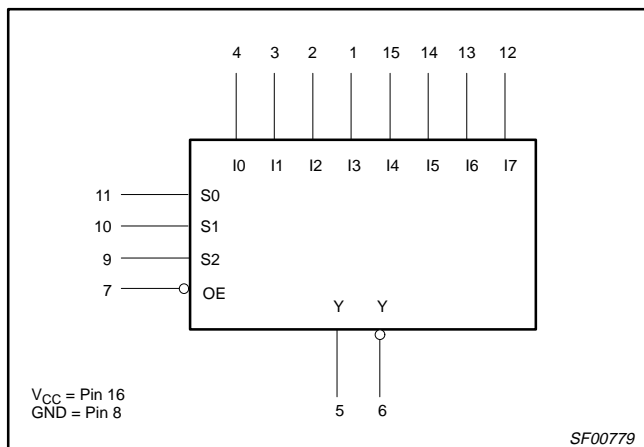 4 3 2 1 15 14 13 12
I0 I1 I2 I3 I4 I5 I6 I7
11 S0
10 S1
9 S2
7 OE
Y Y
5 6
VCC = Pin 16
GND = Pin 8
SF00779